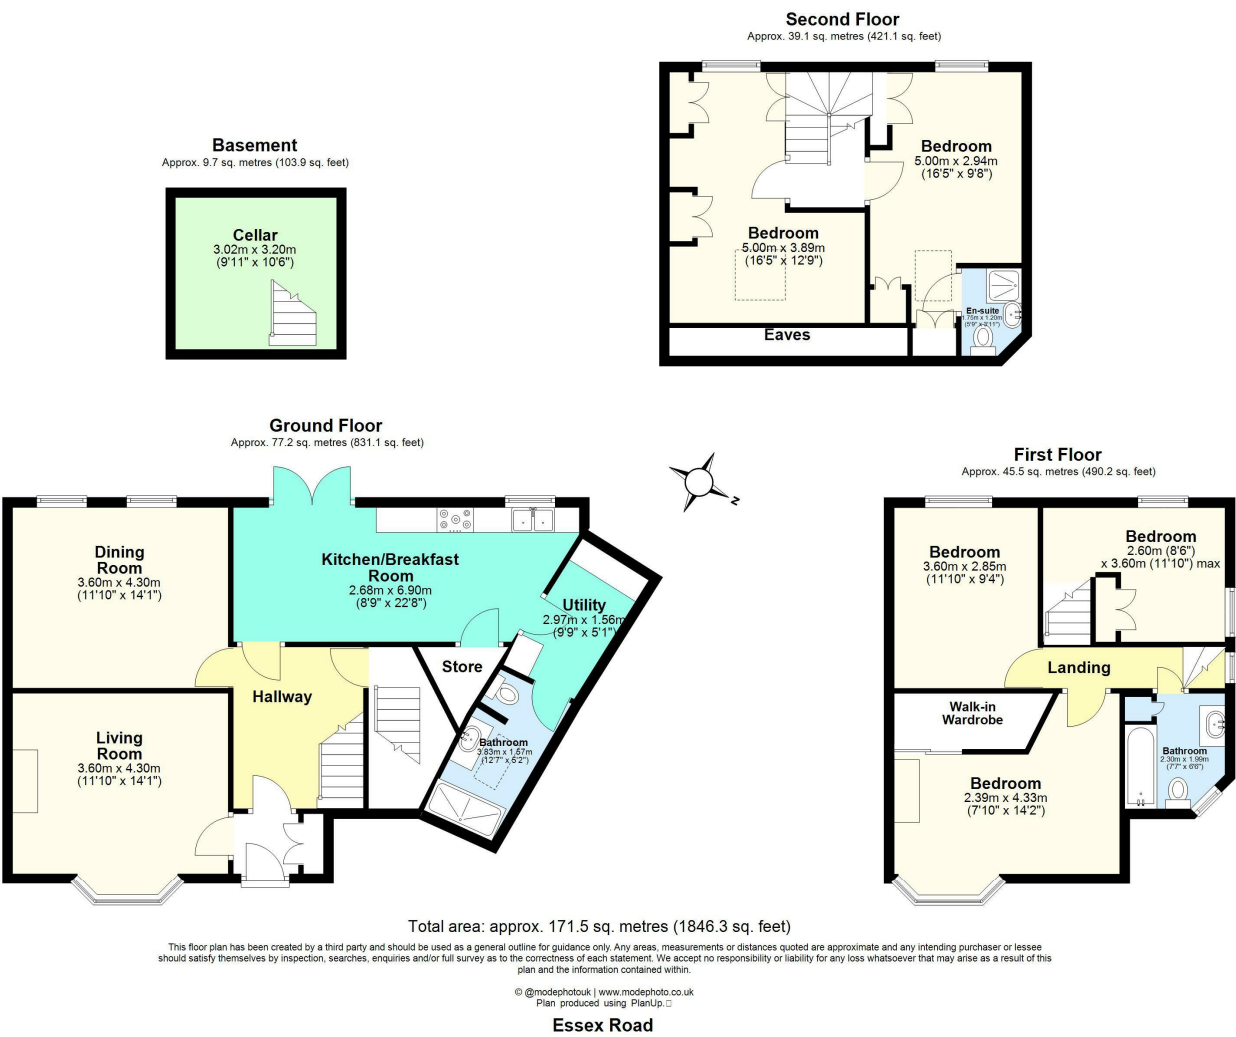 Second Floor
Approx. 39.1 sq. metres (421.1 sq. feet)
Bedroom
5.00m x 2.94m
(16'5" x 9'8")
Bedroom
5.00m x 3.89m
(16'5" x 12'9")
En-suite
1.75m x 1.20m
(5'9" x 3'11")
Eaves
Basement
Approx. 9.7 sq. metres (103.9 sq. feet)
Cellar
3.02m x 3.20m
(9'11" x 10'6")
Ground Floor
Approx. 77.2 sq. metres (831.1 sq. feet)
Dining
Room
3.60m x 4.30m
(11'10" x 14'1")
Kitchen/Breakfast
Room
2.68m x 6.90m
(8'9" x 22'8")
Utility
2.97m x 1.56m
(9'9" x 5'1")
Store
Hallway
Living
Room
3.60m x 4.30m
(11'10" x 14'1")
Bathroom
3.83m x 1.57m
(12'7" x 5'2")
N
First Floor
Approx. 45.5 sq. metres (490.2 sq. feet)
Bedroom
3.60m x 2.85m
(11'10" x 9'4")
Bedroom
2.60m (8'6")
x 3.60m (11'10") max
Landing
Walk-in
Wardrobe
Bathroom
2.30m x 1.99m
(7'7" x 6'6")
Bedroom
2.39m x 4.33m
(7'10" x 14'2")
Total area: approx. 171.5 sq. metres (1846.3 sq. feet)
This floor plan has been created by a third party and should be used as a general outline for guidance only. Any areas, measurements or distances quoted are approximate and any intending purchaser or lessee
should satisfy themselves by inspection, searches, enquiries and/or full survey as to the correctness of each statement. We accept no responsibility or liability for any loss whatsoever that may arise as a result of this
plan and the information contained within.
© @modephotouk | www.modephoto.co.uk
Plan produced using PlanUp.
Essex Road